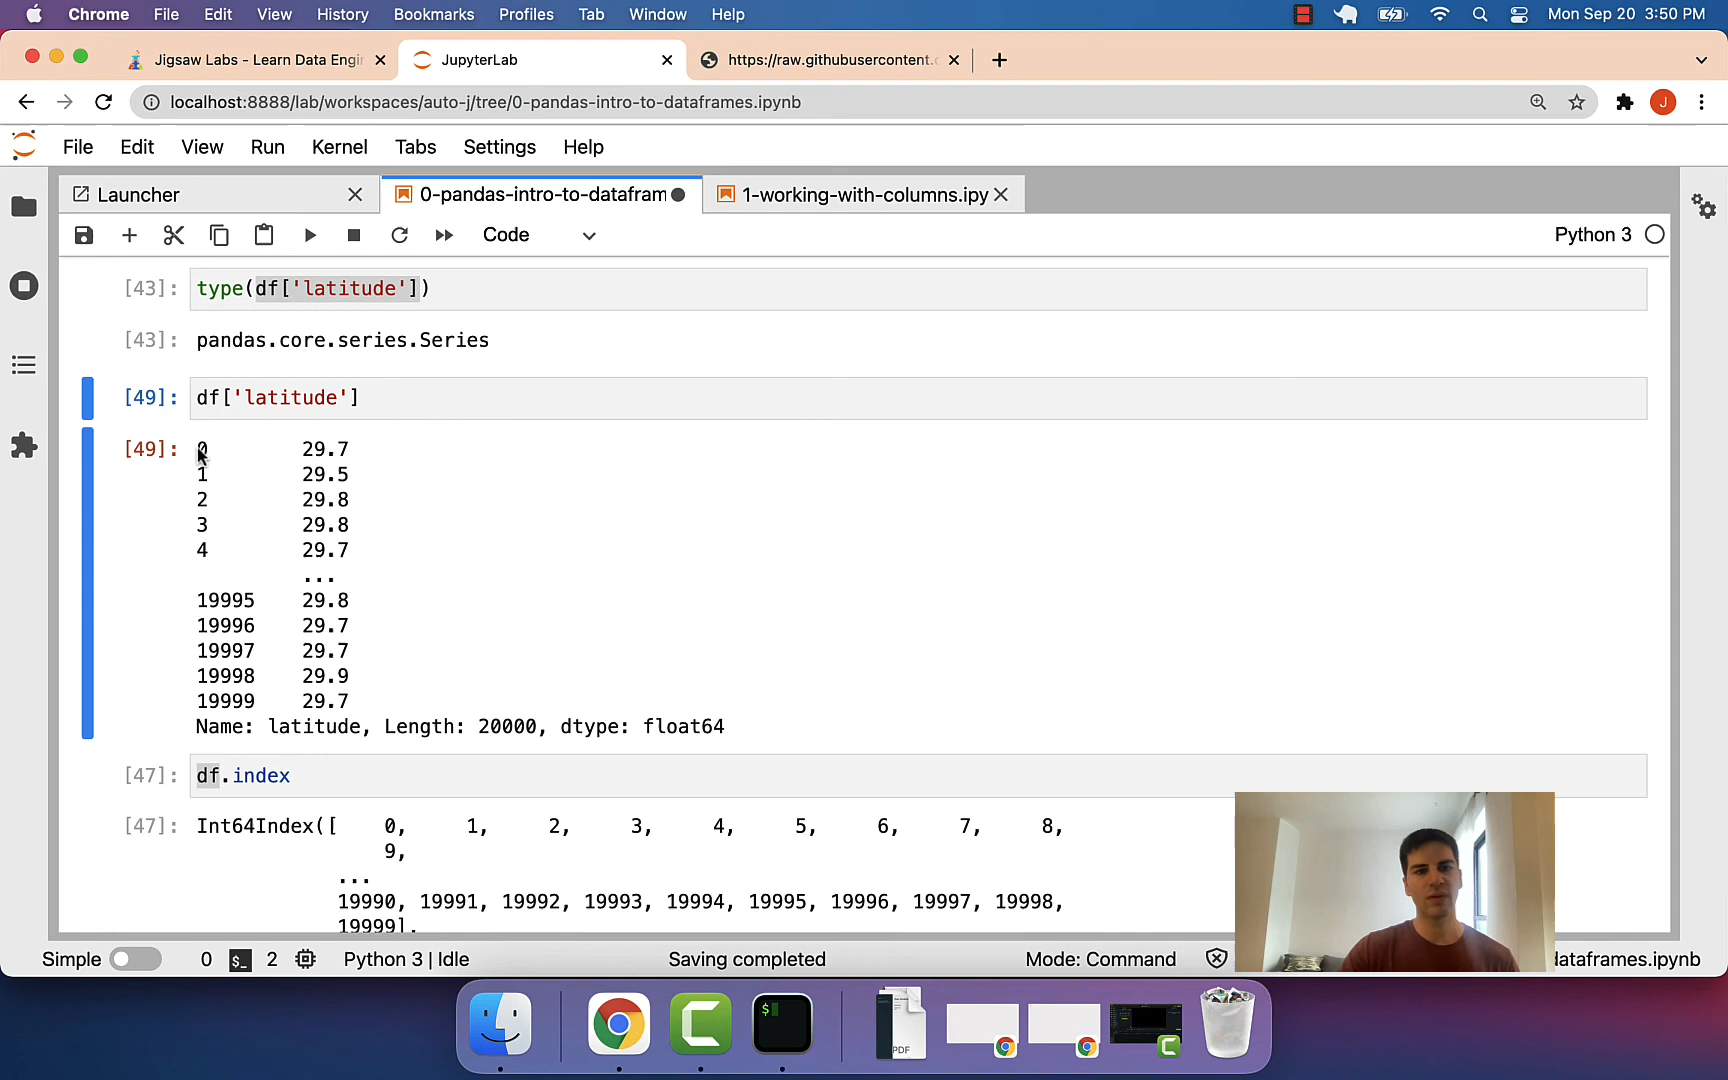 Chrome File Edit View History Bookmarks Profiles Tab Window Help Mon Sep 20 3:50 PM
Jigsaw Labs - Learn Data Engi JupyterLab https://raw.githubusercontent.
localhost:8888/lab/workspaces/auto-j/tree/0-pandas-intro-to-dataframes.ipynb J
File Edit View Run Kernel Tabs Settings Help
Launcher 0-pandas-intro-to-datafram 1-working-with-columns.ipy
Code Python 3
[43]: type(df['latitude'])
[43]: pandas.core.series.Series
[49]: df['latitude']
[49]: 0 29.7
1 29.5
2 29.8
3 29.8
4 29.7
...
19995 29.8
19996 29.7
19997 29.7
19998 29.9
19999 29.7
Name: latitude, Length: 20000, dtype: float64
[47]: df.index
[47]: Int64Index([ 0, 1, 2, 3, 4, 5, 6, 7, 8,
9,
...
19990, 19991, 19992, 19993, 19994, 19995, 19996, 19997, 19998,
19999],
Simple 0 $_ 2 Python 3 | Idle Saving completed Mode: Command dataframes.ipynb
$
PDF